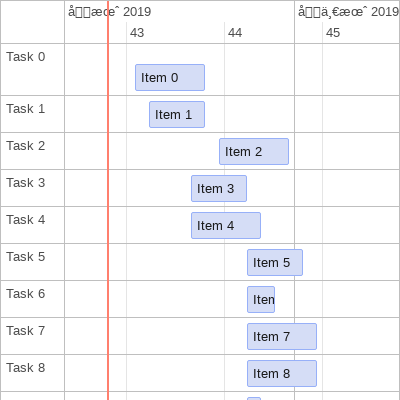 2019
2019
43
44
45
Task 0
Item 0
Task 1
Item 1
Task 2
Item 2
Task 3
Item 3
Task 4
Item 4
Task 5
Item 5
Task 6
Iten
Task 7
Item 7
Task 8
Item 8